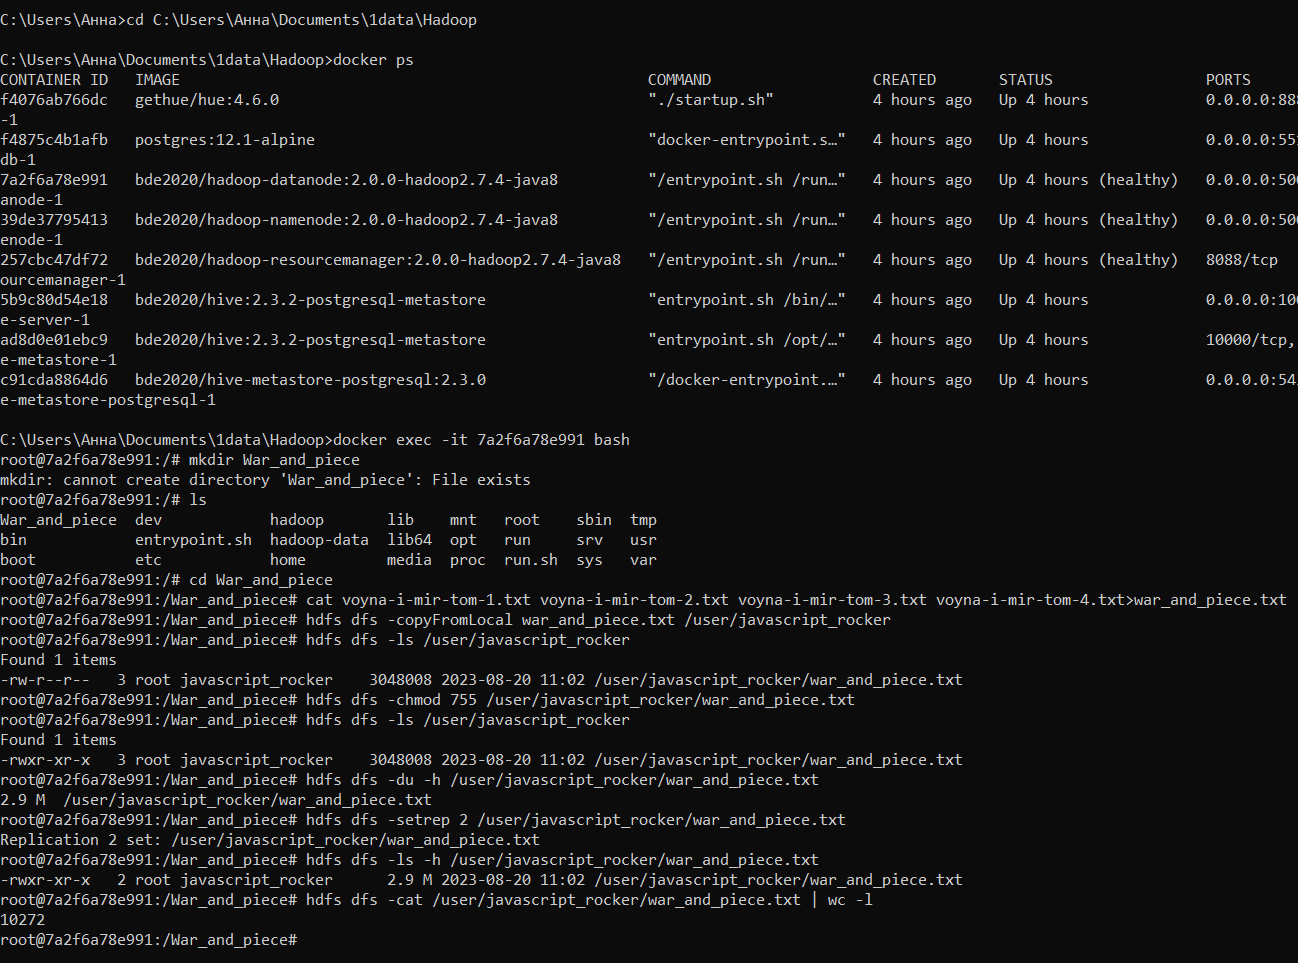 C:\Users\Анна>cd C:\Users\Анна\Documents\1data\Hadoop
C:\Users\Анна\Documents\1data\Hadoop>docker ps
CONTAINER ID   IMAGE                                                    COMMAND                  CREATED       STATUS                 PORTS
f4076ab766dc   gethue/hue:4.6.0                                         "./startup.sh"           4 hours ago   Up 4 hours             0.0.0.0:888
-1
f4875c4b1afb   postgres:12.1-alpine                                     "docker-entrypoint.s…"   4 hours ago   Up 4 hours             0.0.0.0:55
db-1
7a2f6a78e991   bde2020/hadoop-datanode:2.0.0-hadoop2.7.4-java8          "/entrypoint.sh /run…"   4 hours ago   Up 4 hours (healthy)   0.0.0.0:500
anode-1
39de37795413   bde2020/hadoop-namenode:2.0.0-hadoop2.7.4-java8          "/entrypoint.sh /run…"   4 hours ago   Up 4 hours (healthy)   0.0.0.0:500
enode-1
257cbc47df72   bde2020/hadoop-resourcemanager:2.0.0-hadoop2.7.4-java8   "/entrypoint.sh /run…"   4 hours ago   Up 4 hours (healthy)   8088/tcp
ourcemanager-1
5b9c80d54e18   bde2020/hive:2.3.2-postgresql-metastore                  "entrypoint.sh /bin/…"   4 hours ago   Up 4 hours             0.0.0.0:100
e-server-1
ad8d0e01ebc9   bde2020/hive:2.3.2-postgresql-metastore                  "entrypoint.sh /opt/…"   4 hours ago   Up 4 hours             10000/tcp,
e-metastore-1
c91cda8864d6   bde2020/hive-metastore-postgresql:2.3.0                  "/docker-entrypoint.…"   4 hours ago   Up 4 hours             0.0.0.0:54
e-metastore-postgresql-1
C:\Users\Анна\Documents\1data\Hadoop>docker exec -it 7a2f6a78e991 bash
root@7a2f6a78e991:/# mkdir War_and_piece
mkdir: cannot create directory 'War_and_piece': File exists
root@7a2f6a78e991:/# ls
War_and_piece  dev            hadoop       lib    mnt   root    sbin  tmp
bin            entrypoint.sh  hadoop-data  lib64  opt   run     srv   usr
boot           etc            home         media  proc  run.sh  sys   var
root@7a2f6a78e991:/# cd War_and_piece
root@7a2f6a78e991:/War_and_piece# cat voyna-i-mir-tom-1.txt voyna-i-mir-tom-2.txt voyna-i-mir-tom-3.txt voyna-i-mir-tom-4.txt>war_and_piece.txt
root@7a2f6a78e991:/War_and_piece# hdfs dfs -copyFromLocal war_and_piece.txt /user/javascript_rocker
root@7a2f6a78e991:/War_and_piece# hdfs dfs -ls /user/javascript_rocker
Found 1 items
-rw-r--r--   3 root javascript_rocker    3048008 2023-08-20 11:02 /user/javascript_rocker/war_and_piece.txt
root@7a2f6a78e991:/War_and_piece# hdfs dfs -chmod 755 /user/javascript_rocker/war_and_piece.txt
root@7a2f6a78e991:/War_and_piece# hdfs dfs -ls /user/javascript_rocker
Found 1 items
-rwxr-xr-x   3 root javascript_rocker    3048008 2023-08-20 11:02 /user/javascript_rocker/war_and_piece.txt
root@7a2f6a78e991:/War_and_piece# hdfs dfs -du -h /user/javascript_rocker/war_and_piece.txt
2.9 M  /user/javascript_rocker/war_and_piece.txt
root@7a2f6a78e991:/War_and_piece# hdfs dfs -setrep 2 /user/javascript_rocker/war_and_piece.txt
Replication 2 set: /user/javascript_rocker/war_and_piece.txt
root@7a2f6a78e991:/War_and_piece# hdfs dfs -ls -h /user/javascript_rocker/war_and_piece.txt
-rwxr-xr-x   2 root javascript_rocker      2.9 M 2023-08-20 11:02 /user/javascript_rocker/war_and_piece.txt
root@7a2f6a78e991:/War_and_piece# hdfs dfs -cat /user/javascript_rocker/war_and_piece.txt | wc -l
10272
root@7a2f6a78e991:/War_and_piece#